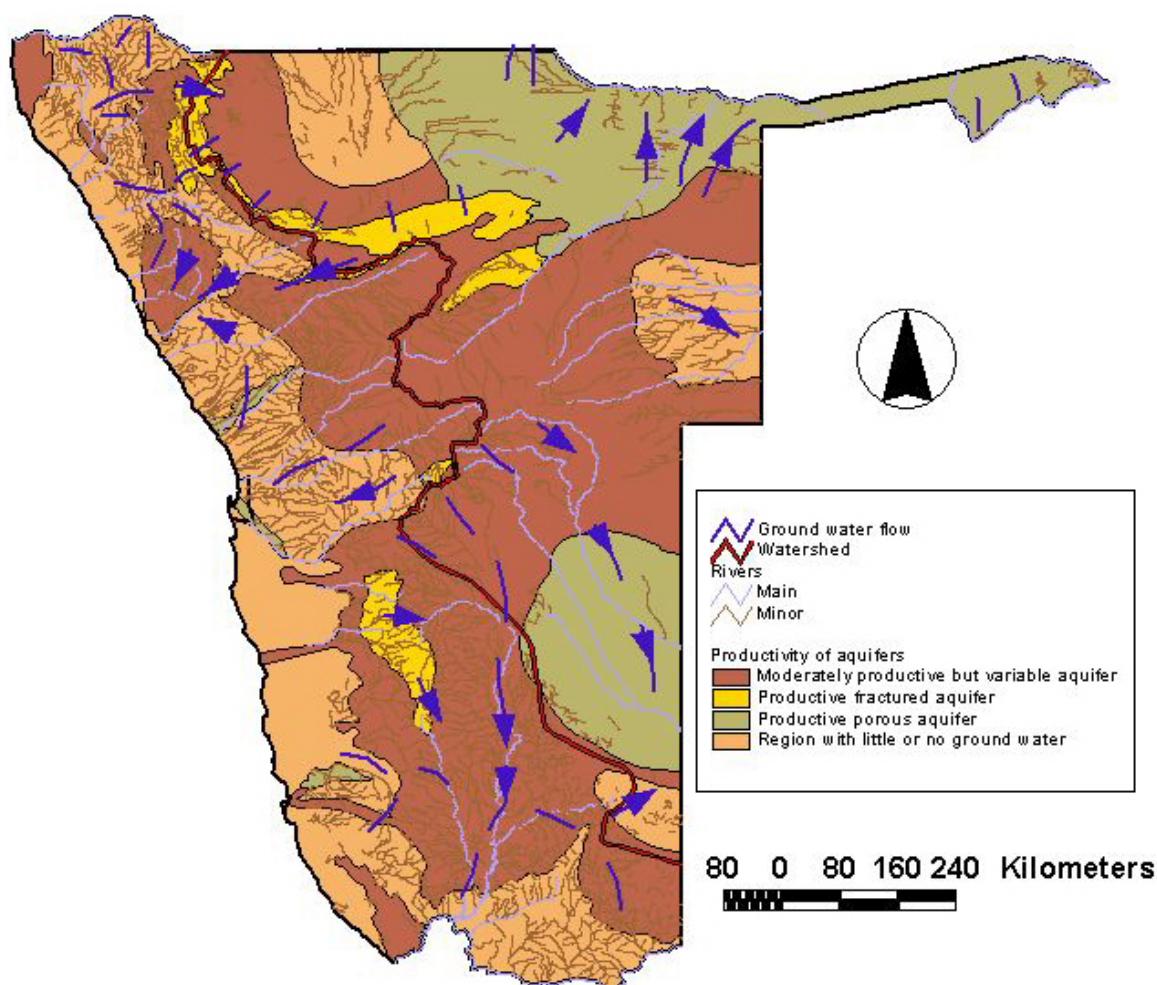 Ground water flow
Watershed
Rivers
Main
Minor
Productivity of aquifers
Moderately productive but variable aquifer
Productive fractured aquifer
Productive porous aquifer
Region with little or no ground water
80 0 80 160 240 Kilometers